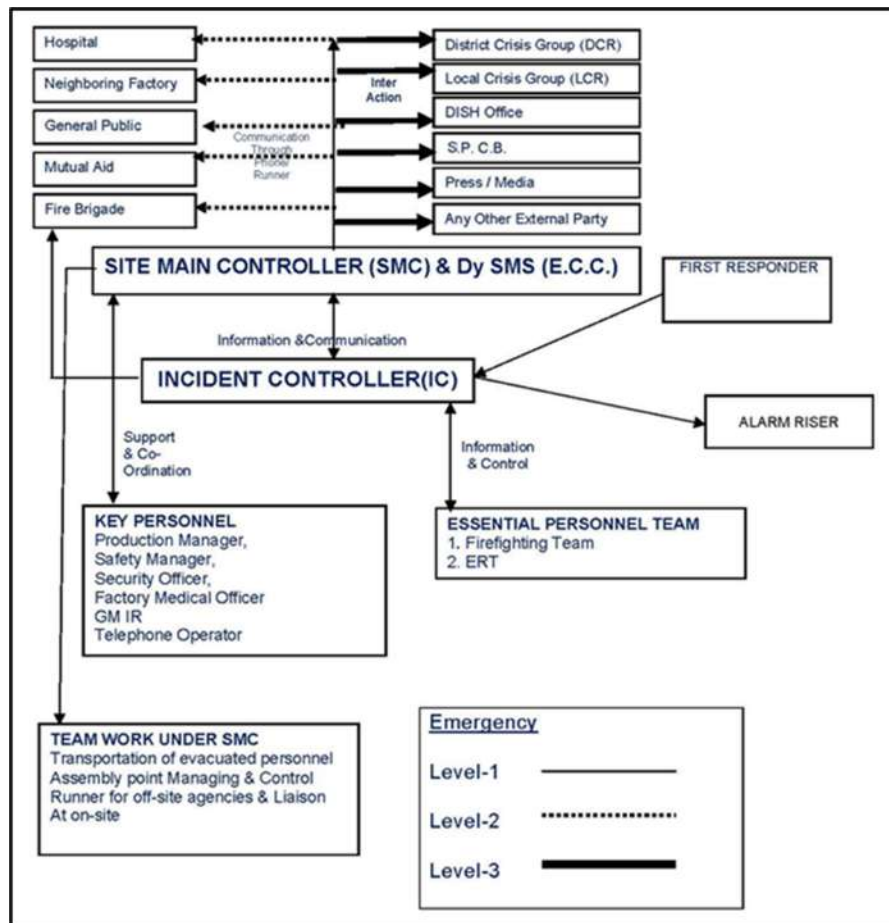 Hospital
Neighboring Factory
General Public
Mutual Aid
Fire Brigade
Inter
Action
Communication
Through
Phone/
Runner
District Crisis Group (DCR)
Local Crisis Group (LCR)
DISH Office
S.P. C.B.
Press / Media
Any Other External Party
SITE MAIN CONTROLLER (SMC) & Dy SMS (E.C.C.)
FIRST RESPONDER
Information &Communication
INCIDENT CONTROLLER(IC)
ALARM RISER
Support
& Co-
Ordination
Information
& Control
KEY PERSONNEL
Production Manager,
Safety Manager,
Security Officer,
Factory Medical Officer
GM IR
Telephone Operator
ESSENTIAL PERSONNEL TEAM
1. Firefighting Team
2. ERT
TEAM WORK UNDER SMC
Transportation of evacuated personnel
Assembly point Managing & Control
Runner for off-site agencies & Liaison
At on-site
Emergency
Level-1
Level-2
Level-3